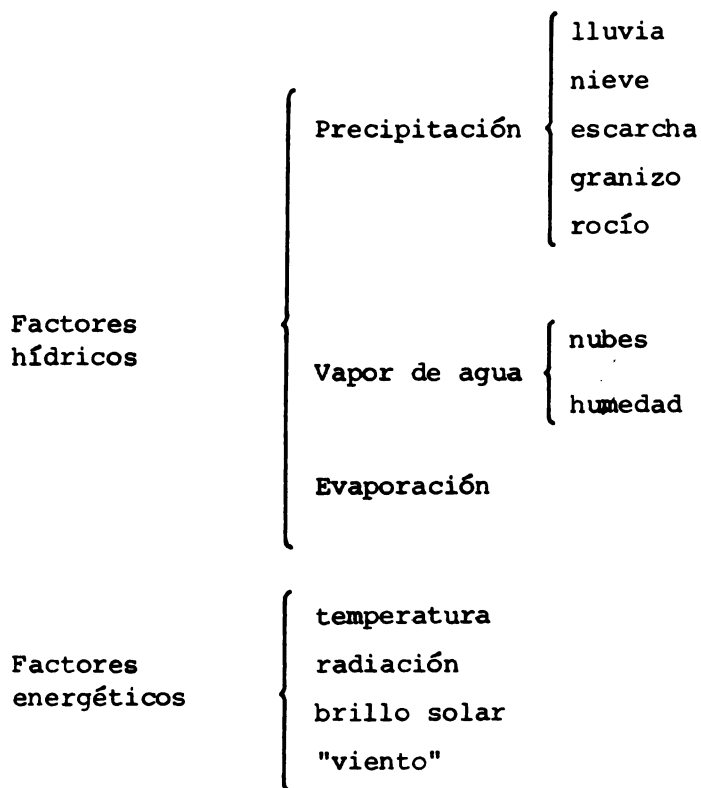 lluvia
nieve
Precipitación
escarcha
granizo
rocío
Factores
hídricos
nubes
Vapor de agua
humedad
Evaporación
temperatura
Factores
energéticos
radiación
brillo solar
"viento"